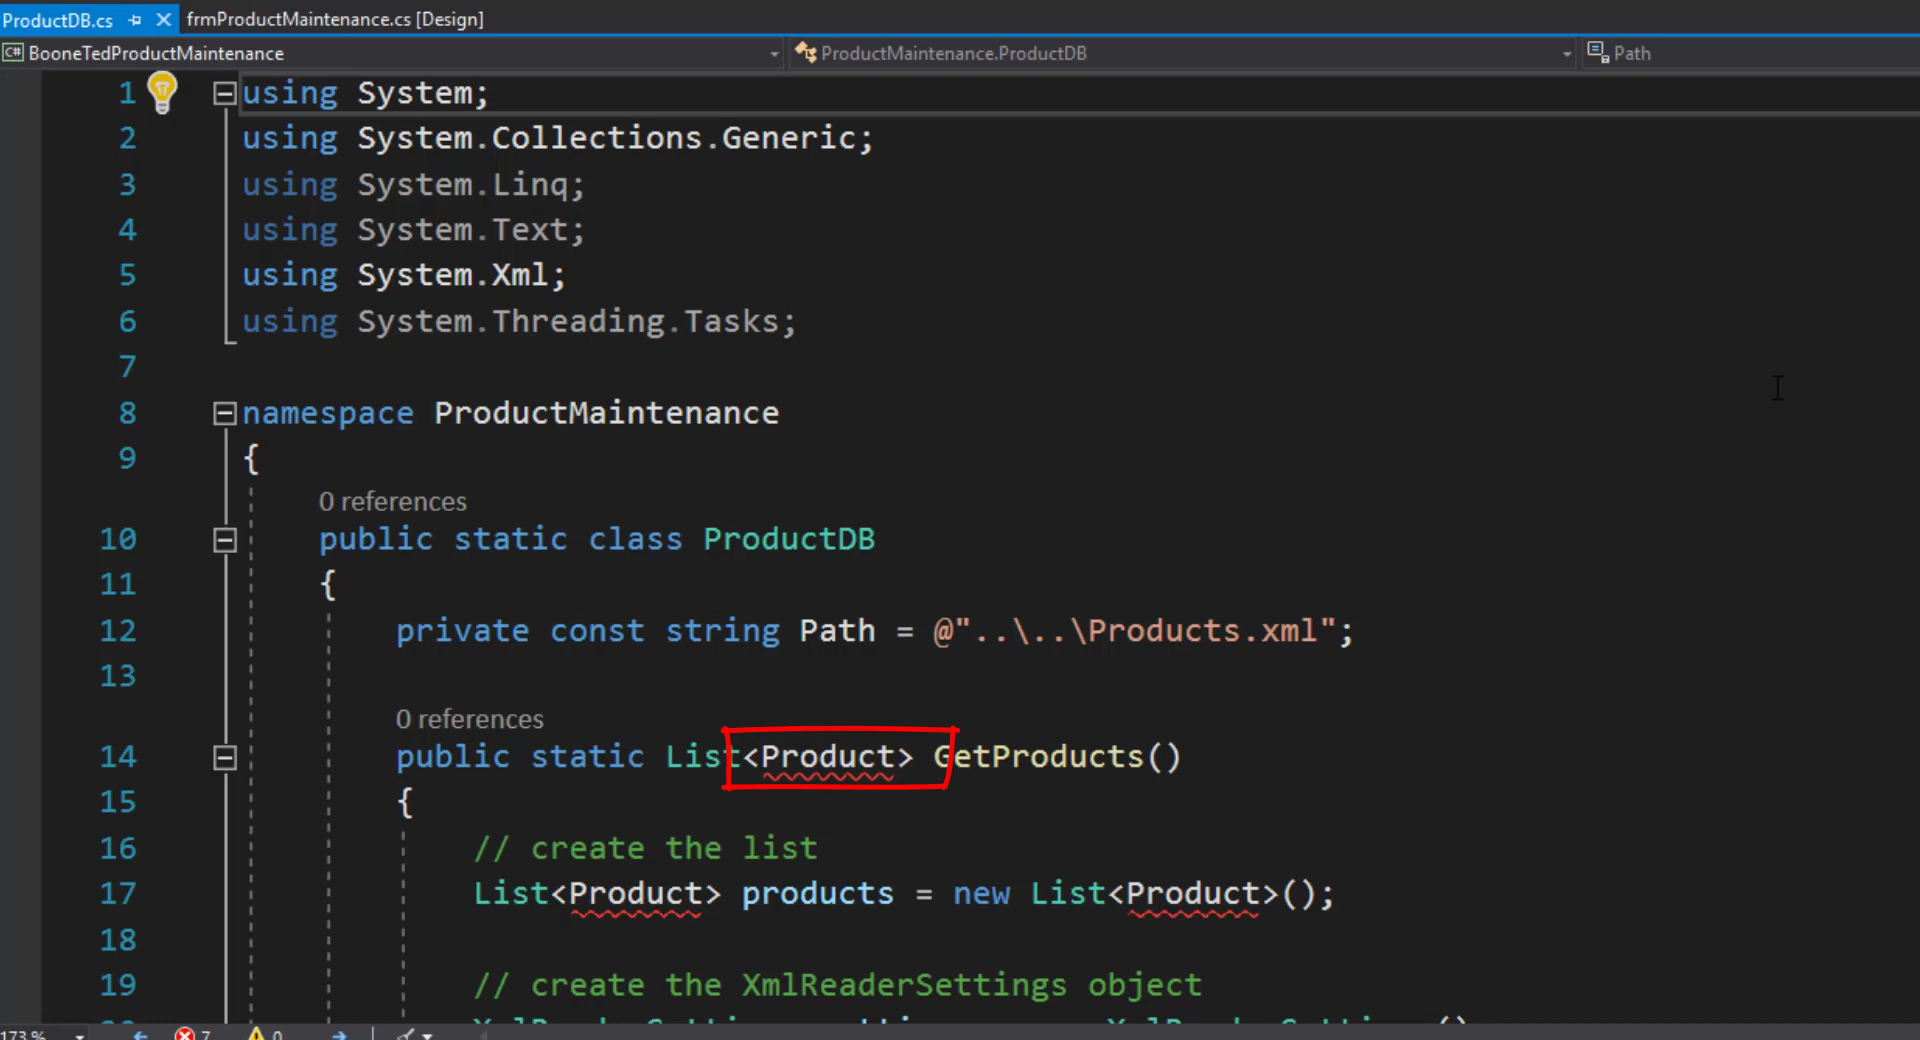 ProductDB.cs frmProductMaintenance.cs [Design]
C# BooneTedProductMaintenance ProductMaintenance.ProductDB Path
1 using System;
2 using System.Collections.Generic;
3 using System.Linq;
4 using System.Text;
5 using System.Xml;
6 using System.Threading.Tasks;
7
8 namespace ProductMaintenance
9 {
0 references
10 public static class ProductDB
11 {
12 private const string Path = @"..\..\Products.xml";
13
0 references
14 public static List<Product> GetProducts()
15 {
16 // create the list
17 List<Product> products = new List<Product>();
18
19 // create the XmlReaderSettings object
173 % 7 0